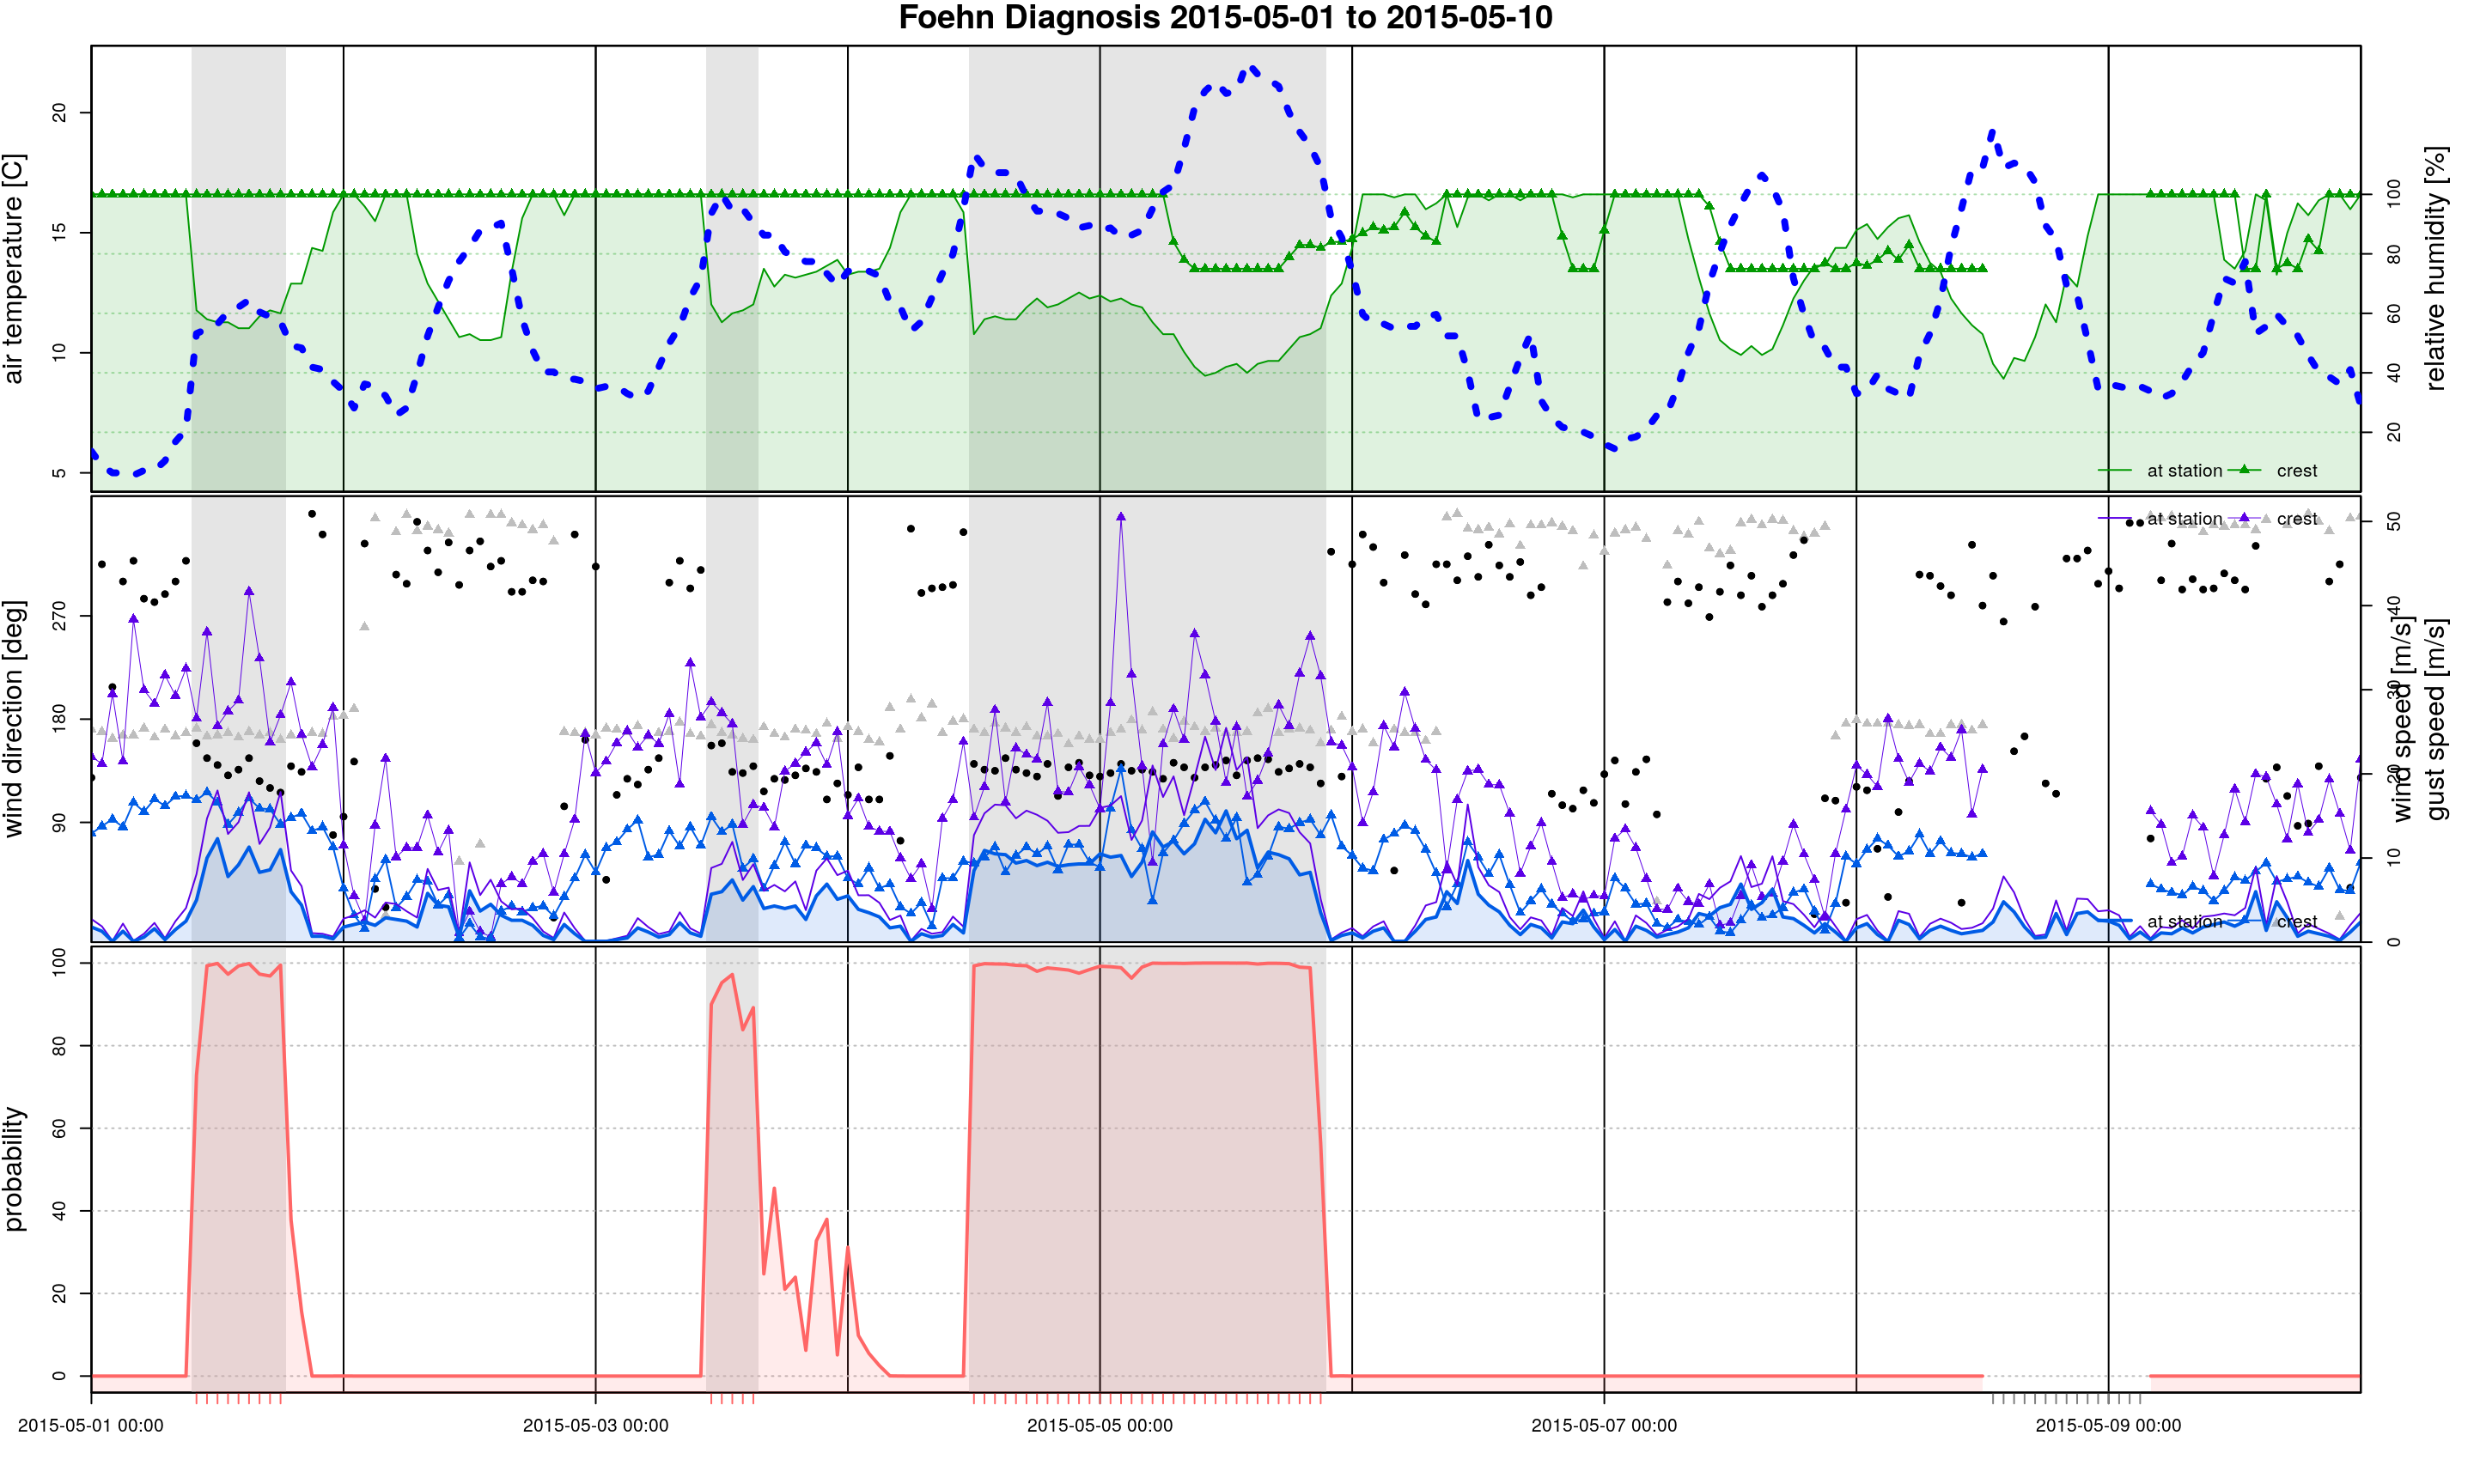 Foehn Diagnosis 2015-05-01 to 2015-05-10
air temperature [C]
5
10
15
20
relative humidity [%]
20
40
60
80
100
at station
crest
wind direction [deg]
90
180
270
wind speed [m/s]
gust speed [m/s]
0
10
20
30
40
50
at station
crest
at station
crest
probability
0
20
40
60
80
100
2015-05-01 00:00
2015-05-03 00:00
2015-05-05 00:00
2015-05-07 00:00
2015-05-09 00:00